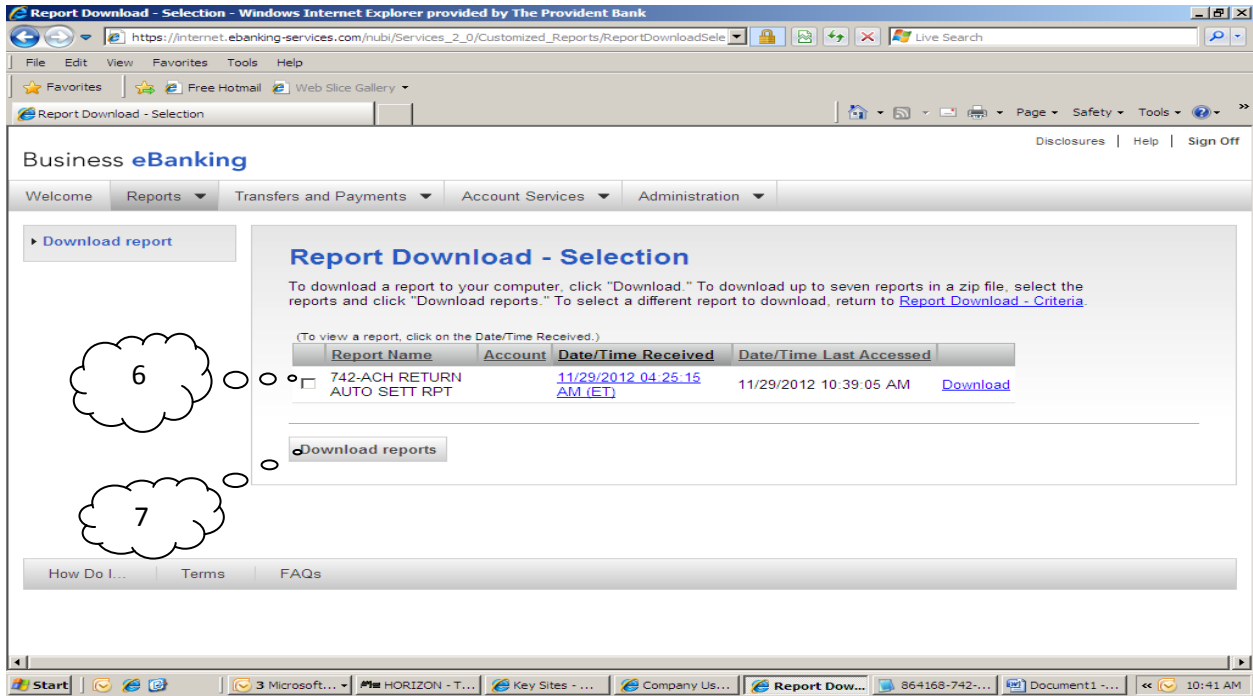 Report Download - Selection - Windows Internet Explorer provided by The Provident Bank
https://internet.ebanking-services.com/nubi/Services_2_0/Customized_Reports/ReportDownloadSele
Live Search
File Edit View Favorites Tools Help
Favorites Free Hotmail Web Slice Gallery
Report Download - Selection
Page Safety Tools »
Disclosures | Help | Sign Off
Business eBanking
Welcome Reports Transfers and Payments Account Services Administration
Download report
Report Download - Selection
To download a report to your computer, click "Download." To download up to seven reports in a zip file, select the
reports and click "Download reports." To select a different report to download, return to Report Download - Criteria.
(To view a report, click on the Date/Time Received.)
Report Name Account Date/Time Received Date/Time Last Accessed
6
742-ACH RETURN
AUTO SETT RPT
11/29/2012 04:25:15
AM (ET)
11/29/2012 10:39:05 AM
Download
Download reports
7
How Do I... Terms FAQs
Start 3 Microsoft... HORIZON - T... Key Sites - ... Company Us... Report Dow... 864168-742-... Document1 -... « 10:41 AM